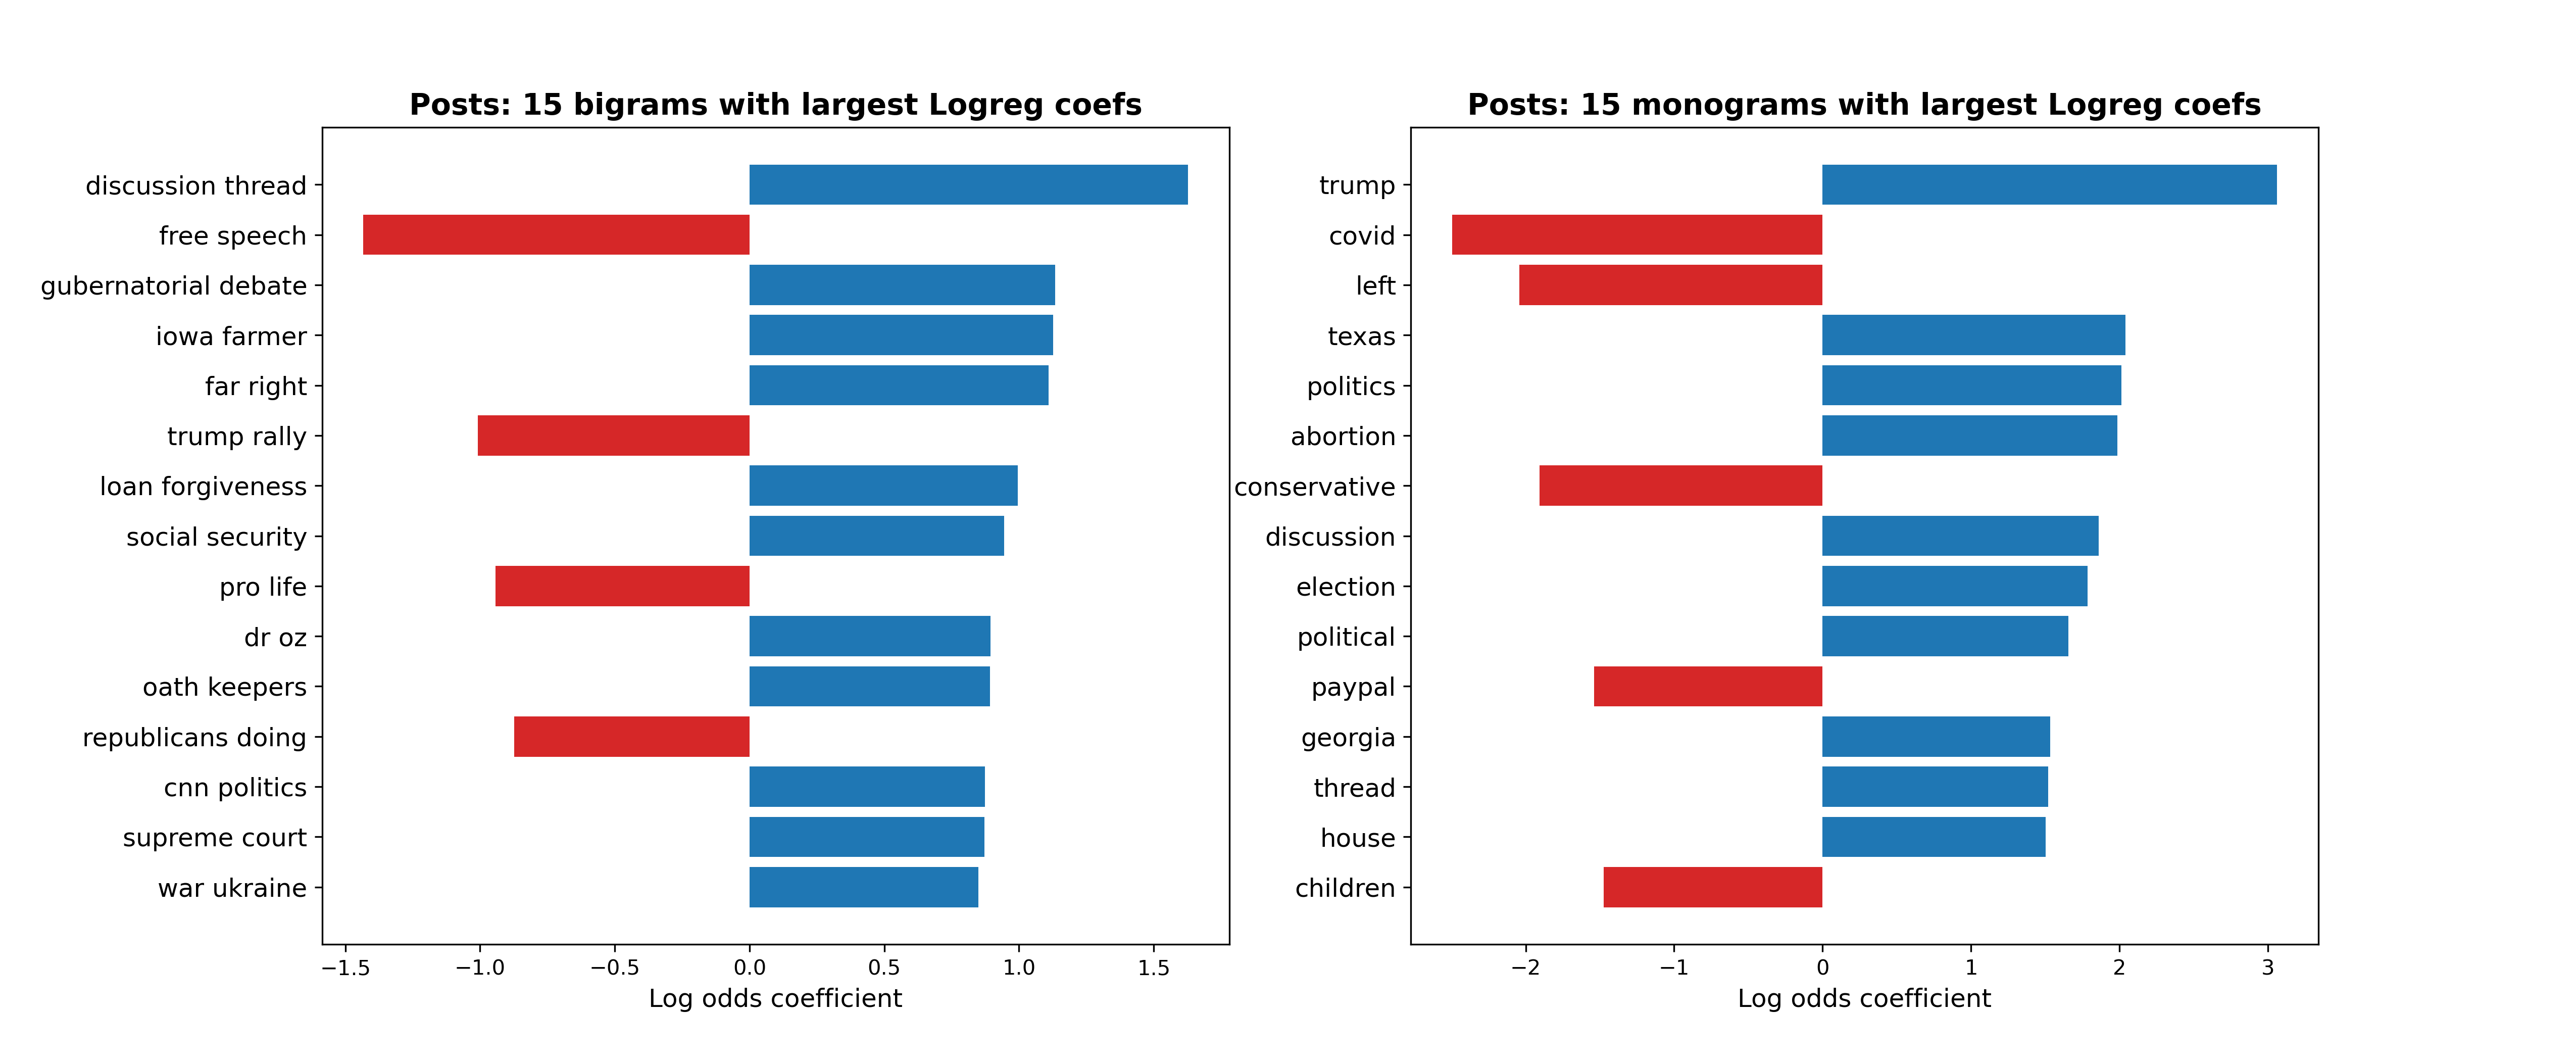 Posts: 15 bigrams with largest Logreg coefs
discussion thread
free speech
gubernatorial debate
iowa farmer
far right
trump rally
loan forgiveness
social security
pro life
dr oz
oath keepers
republicans doing
cnn politics
supreme court
war ukraine
−1.5 −1.0 −0.5 0.0 0.5 1.0 1.5
Log odds coefficient
Posts: 15 monograms with largest Logreg coefs
trump
covid
left
texas
politics
abortion
conservative
discussion
election
political
paypal
georgia
thread
house
children
−2 −1 0 1 2 3
Log odds coefficient